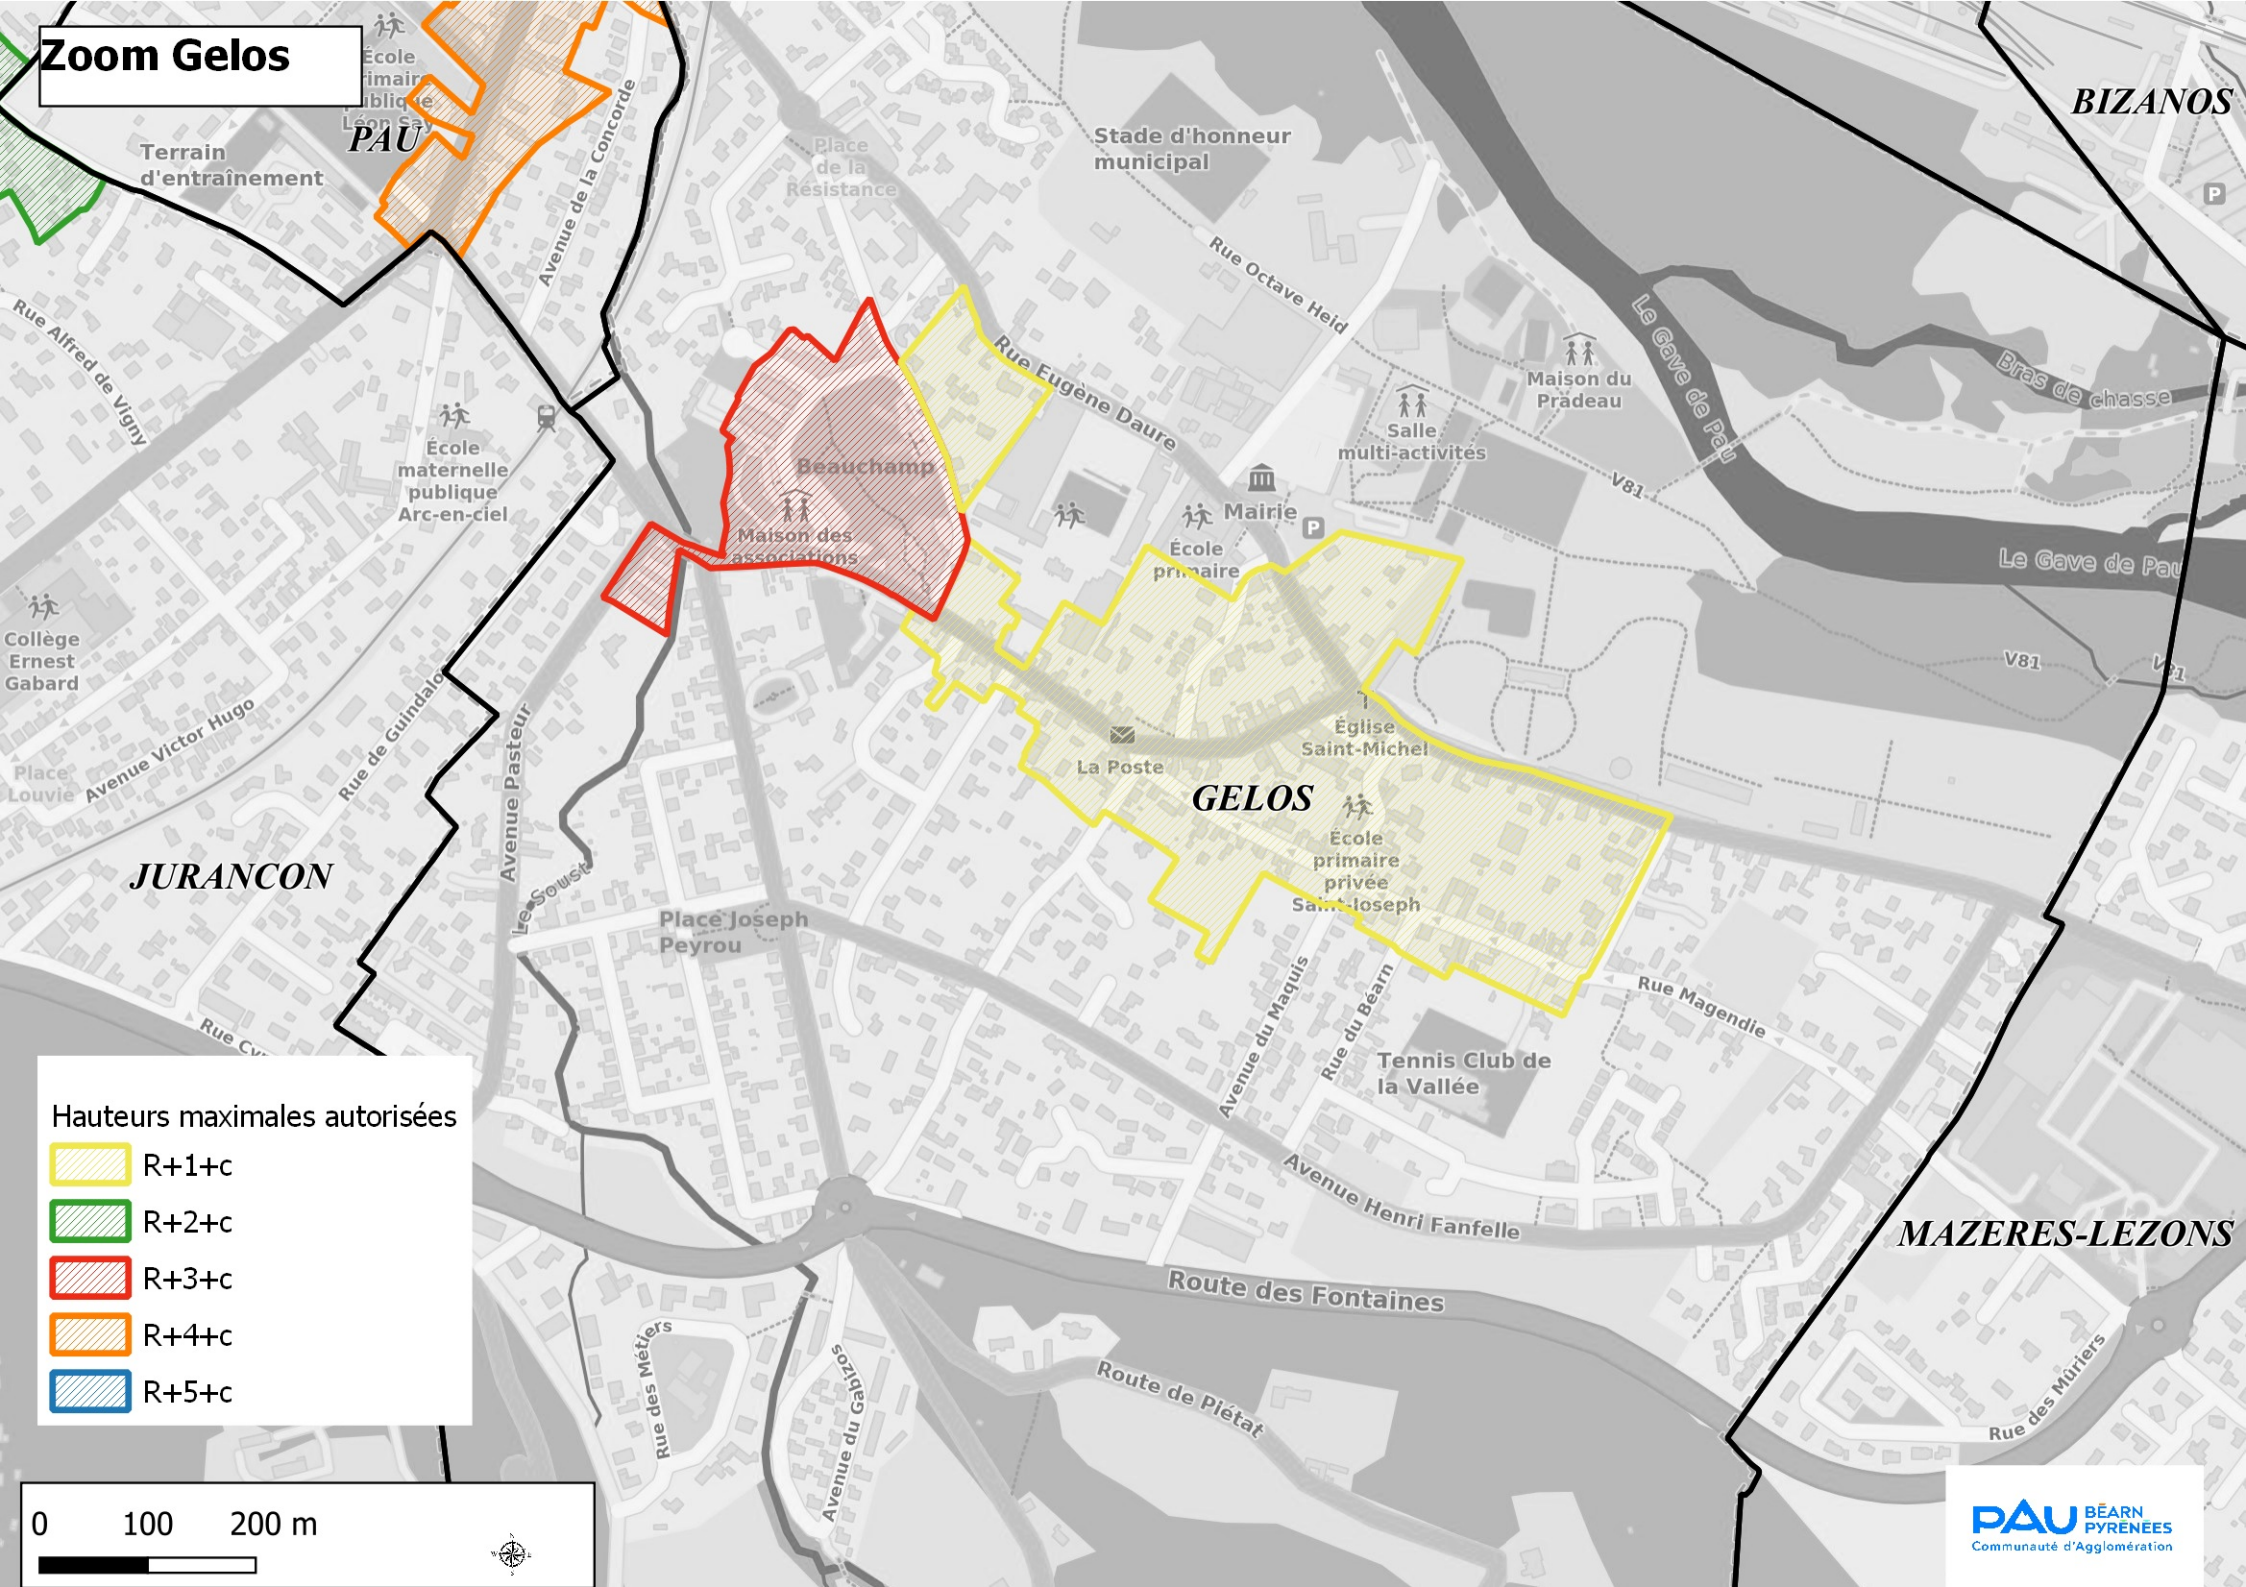 Zoom Gelos
École
primaire
publique
Léon Say
PAU
Terrain
d'entraînement
Avenue de la Concorde
Place
de la
Résistance
Stade d'honneur
municipal
BIZANOS
P
Rue Octave Heid
Rue Alfred de Vigny
Rue Eugène Daure
Le Gave de Pau
Bras de chasse
Maison du
Pradeau
Salle
multi-activités
V81
École
maternelle
publique
Arc-en-ciel
Beauchamp
Maison des
associations
Mairie
P
École
primaire
Le Gave de Pau
Collège
Ernest
Gabard
V81
V81
Avenue Victor Hugo
Rue de Guindalo
Avenue Pasteur
Place
Louvie
Église
Saint-Michel
La Poste
GELOS
École
primaire
privée
Saint-Joseph
JURANCON
Le Soust
Place Joseph
Peyrou
Avenue du Maquis
Rue du Béarn
Rue Magendie
Tennis Club de
la Vallée
Avenue Henri Fanfelle
MAZERES-LEZONS
Route des Fontaines
Route de Piétat
Rue des Métiers
Avenue du Gabizos
Rue des Mûriers
Hauteurs maximales autorisées
R+1+c
R+2+c
R+3+c
R+4+c
R+5+c
0 100 200 m
PAU BÉARN
PYRÉNÉES
Communauté d'Agglomération